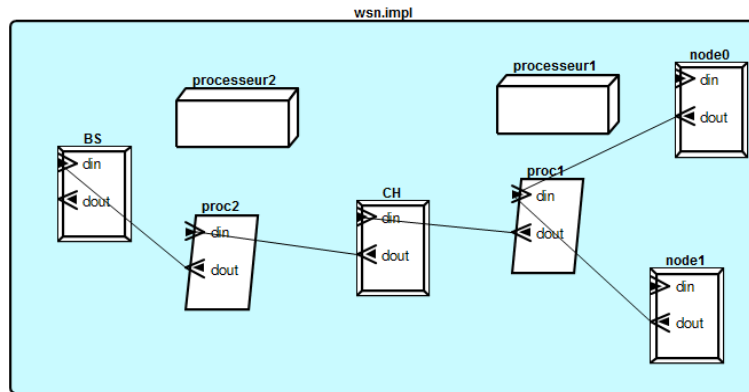 wsn.impl
processeur2
processeur1
node0
din
dout
BS
din
dout
proc2
din
dout
CH
din
dout
proc1
din
dout
node1
din
dout